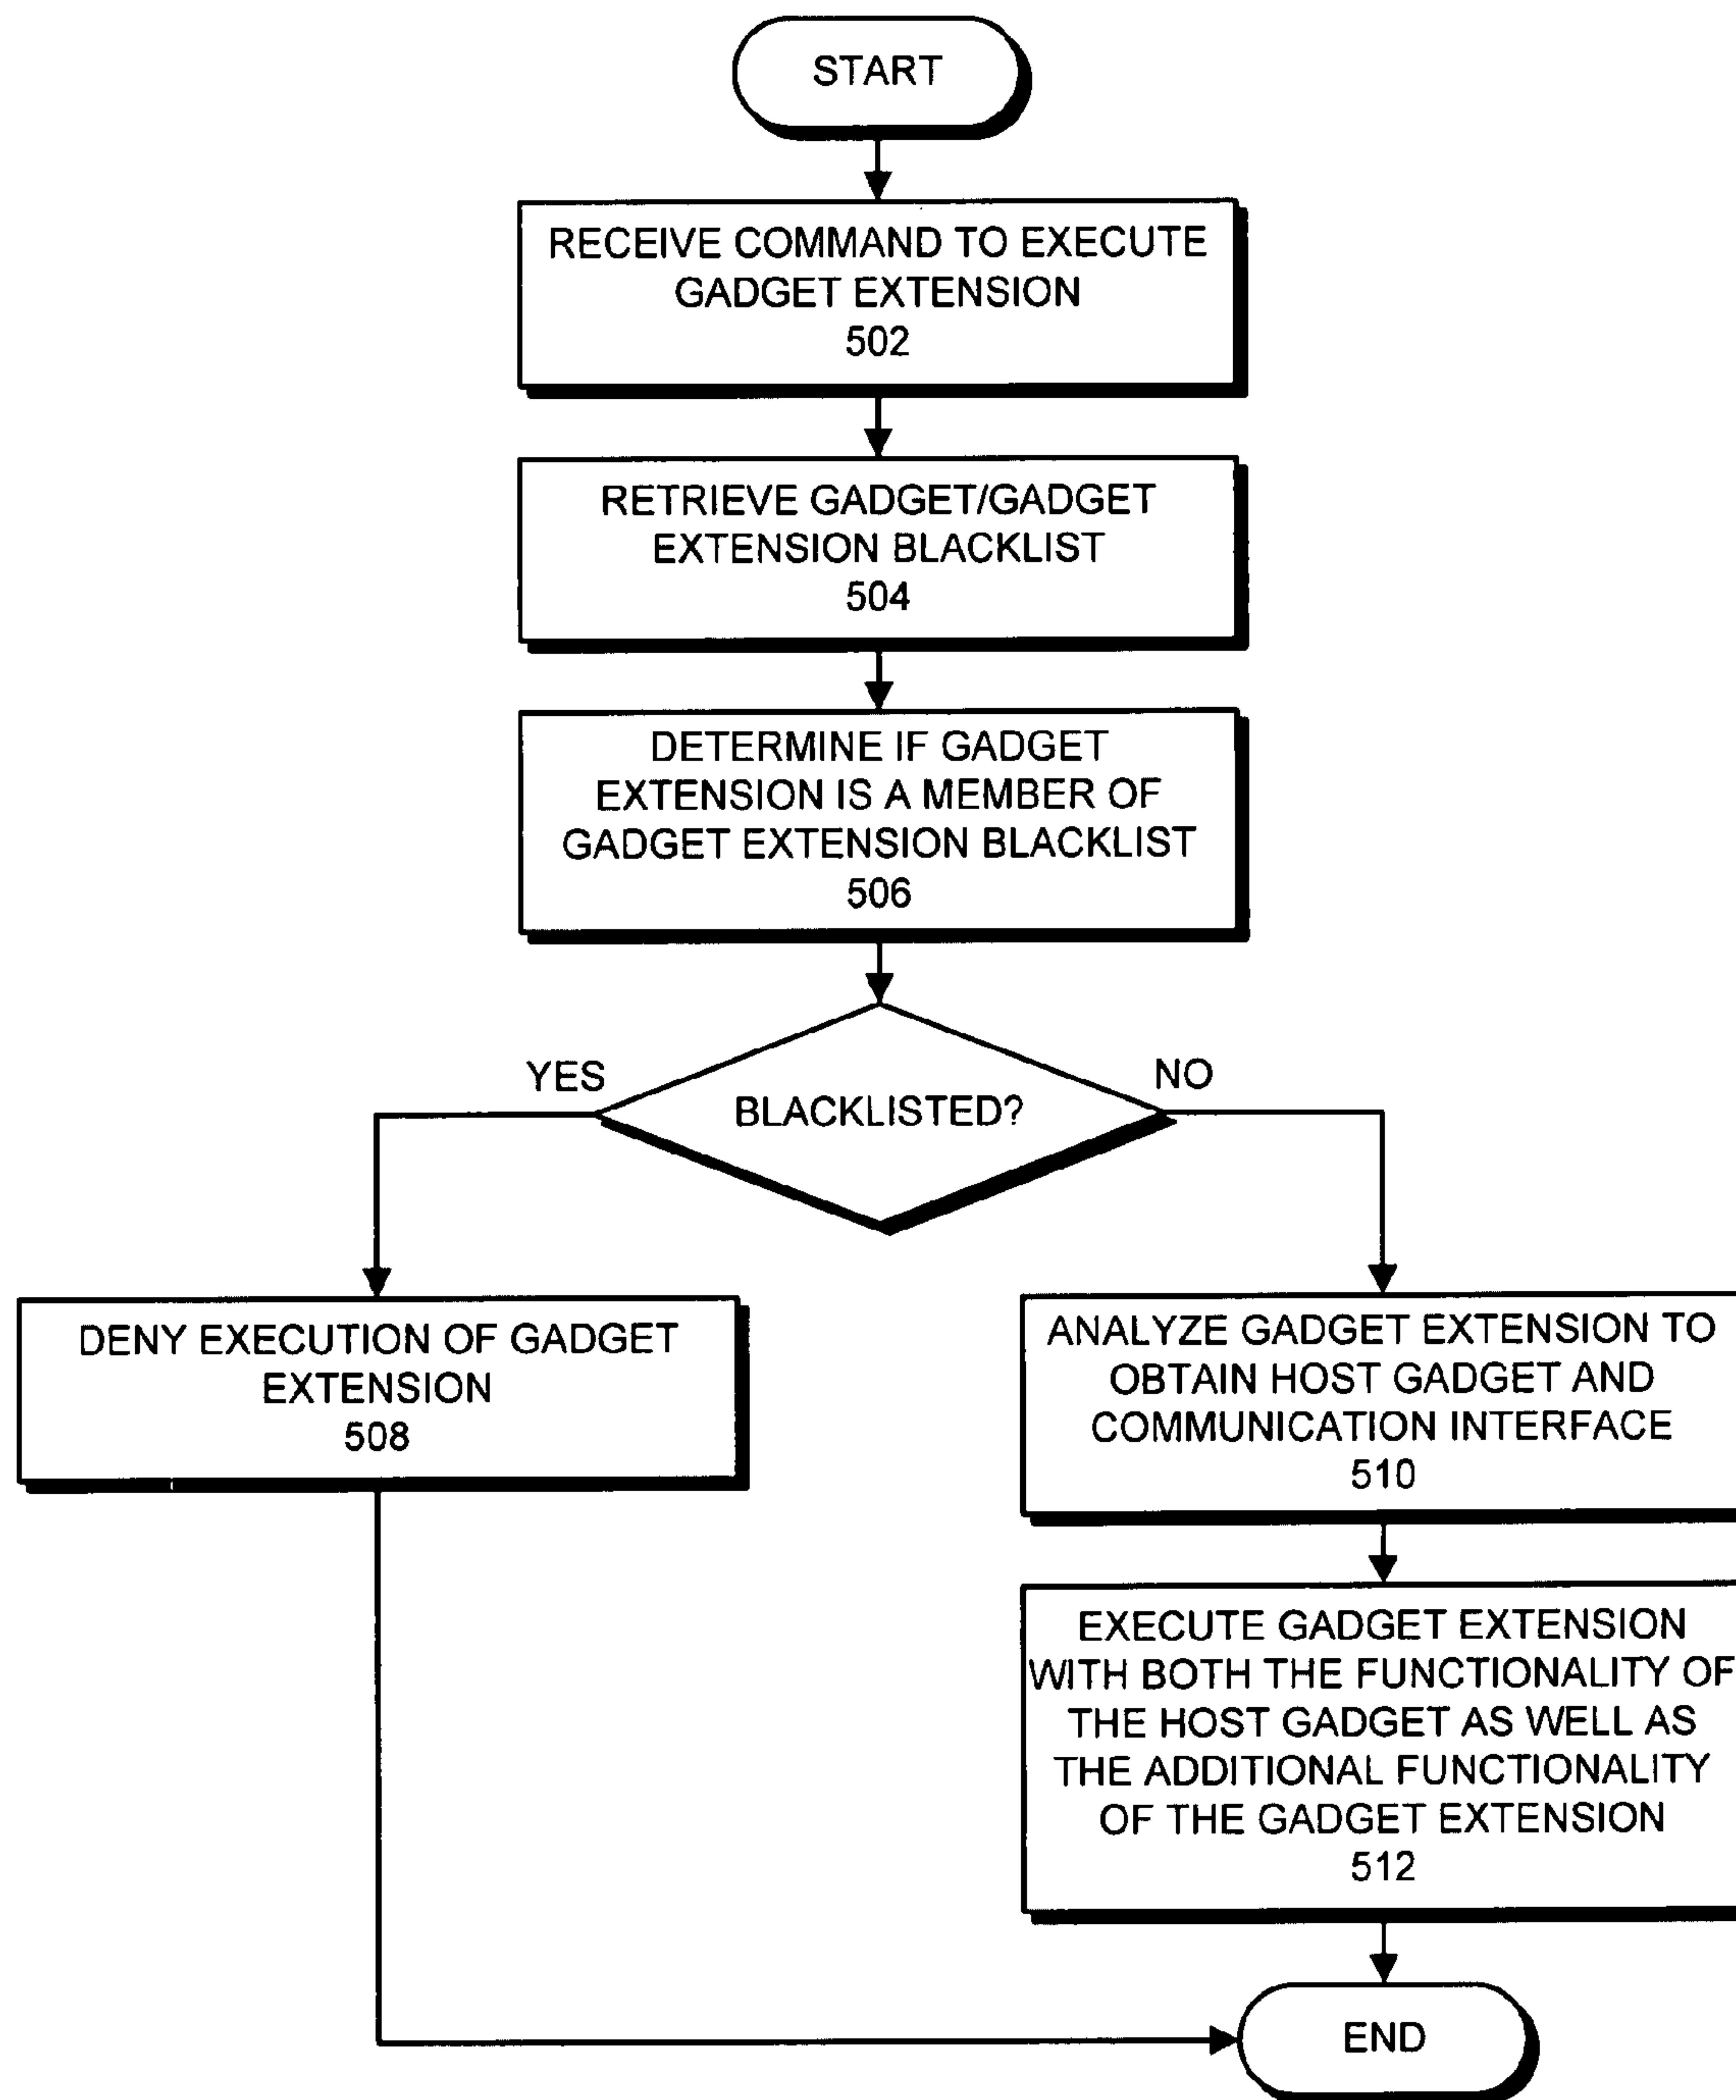 START
RECEIVE COMMAND TO EXECUTE
GADGET EXTENSION
502
RETRIEVE GADGET/GADGET
EXTENSION BLACKLIST
504
DETERMINE IF GADGET
EXTENSION IS A MEMBER OF
GADGET EXTENSION BLACKLIST
506
YES
NO
BLACKLISTED?
DENY EXECUTION OF GADGET
EXTENSION
508
ANALYZE GADGET EXTENSION TO
OBTAIN HOST GADGET AND
COMMUNICATION INTERFACE
510
EXECUTE GADGET EXTENSION
WITH BOTH THE FUNCTIONALITY OF
THE HOST GADGET AS WELL AS
THE ADDITIONAL FUNCTIONALITY
OF THE GADGET EXTENSION
512
END